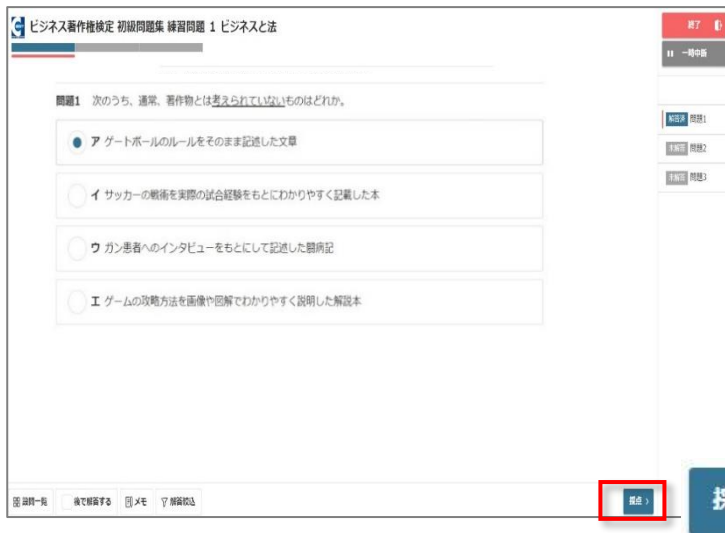 ビジネス著作権検定 初級問題集 練習問題 1 ビジネスと法
終了
一時中断
問題1 次のうち、通常、著作物とは考えられていないものはどれか。
解答済 問題1
ア ゲートボールのルールをそのまま記述した文章
未解答 問題2
未解答 問題3
イ サッカーの戦術を実際の試合経験をもとにわかりやすく記載した本
ウ ガン患者へのインタビューをもとにして記述した闘病記
エ ゲームの攻略方法を画像や図解でわかりやすく説明した解説本
設問一覧 後で解答する メモ 解答絞込 採点 >
採